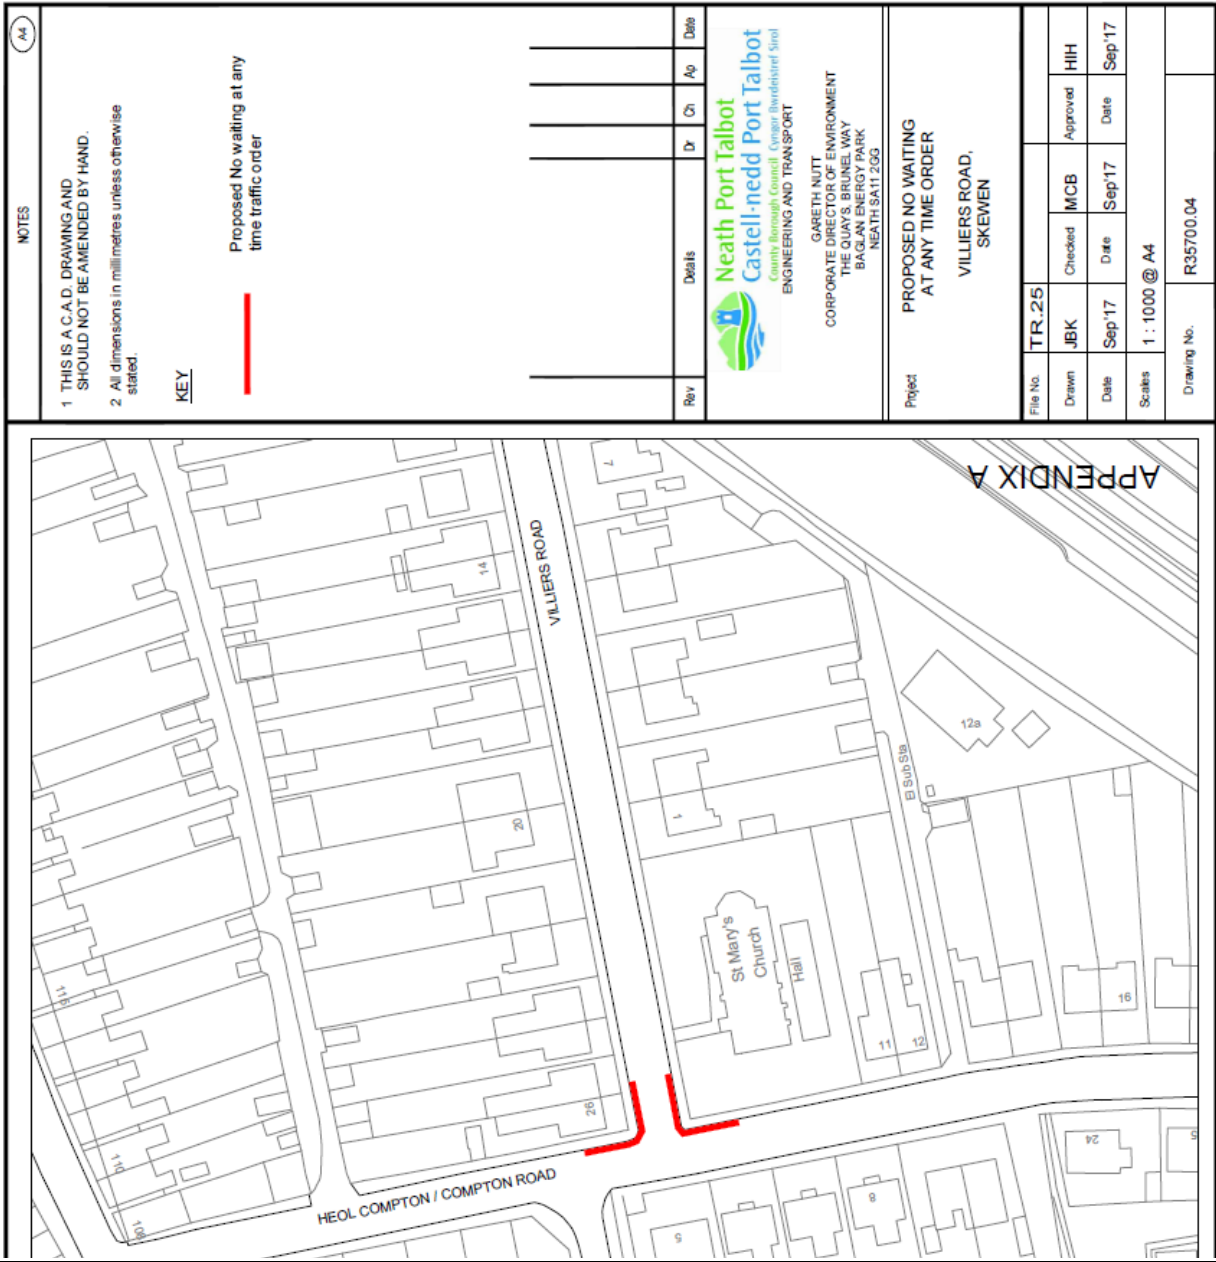 A4
NOTES
1 THIS IS A C.A.D. DRAWING AND
SHOULD NOT BE AMENDED BY HAND.
2 All dimensions in millimetres unless otherwise
stated.
KEY
Proposed No waiting at any
time traffic order
Rev Details Dr Ch Ap Date
Neath Port Talbot
Castell-nedd Port Talbot
County Borough Council Cyngor Bwrdeistref Sirol
ENGINEERING AND TRANSPORT
GARETH NUTT
CORPORATE DIRECTOR OF ENVIRONMENT
THE QUAYS, BRUNEL WAY
BAGLAN ENERGY PARK
NEATH SA11 2GG
Project
PROPOSED NO WAITING
AT ANY TIME ORDER
VILLIERS ROAD,
SKEWEN
File No. TR.25
Drawn JBK Checked MCB Approved HIH
Date Sep'17 Date Sep'17 Date Sep'17
Scales 1 : 1000 @ A4
Drawing No. R35700.04
APPENDIX A
VILLIERS ROAD
HEOL COMPTON / COMPTON ROAD
St Mary's
Church
Hall
El Sub Sta
7
14
12a
1
20
115
16
11
12
26
110
108
24
8
5
5